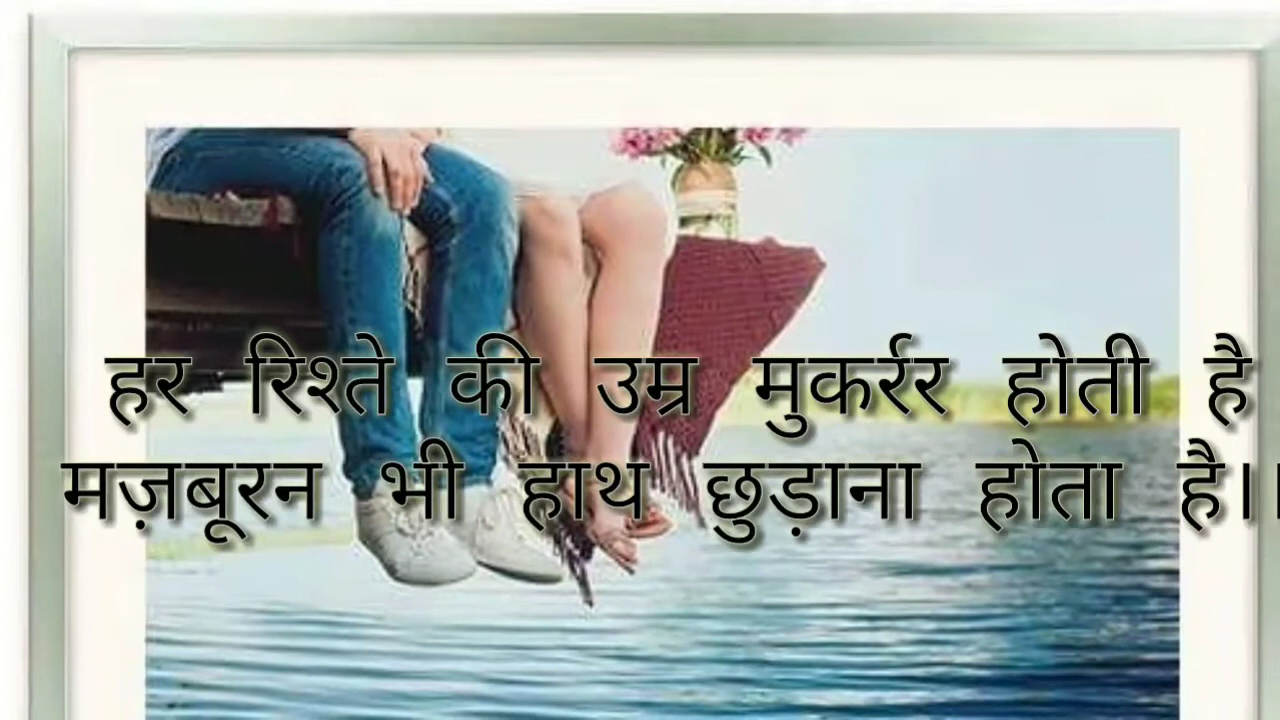 हर रिश्ते की उम्र मुकर्रर होती है
मज़बूरन भी हाथ छुड़ाना होता है।।